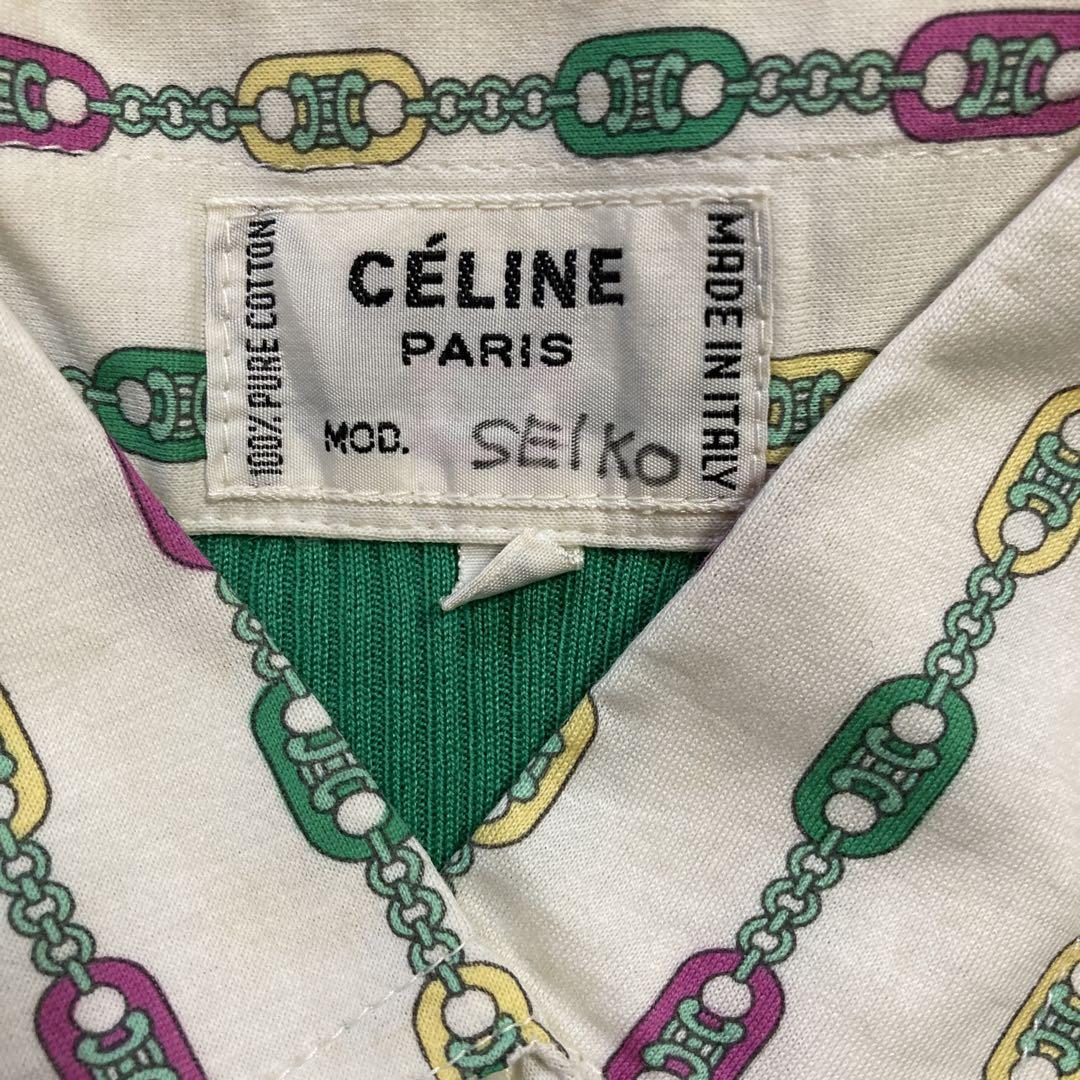 100% PURE COTTON
CÉLINE
PARIS
MOD. SEIKO
MADE IN ITALY